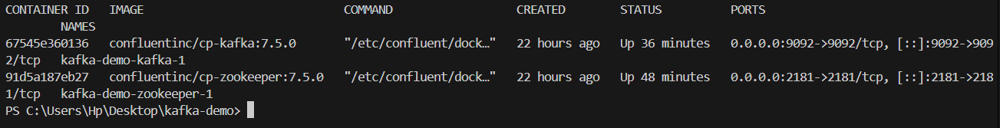 CONTAINER ID   IMAGE                             COMMAND                  CREATED        STATUS          PORTS
       NAMES
67545e360136   confluentinc/cp-kafka:7.5.0       "/etc/confluent/dock…"   22 hours ago   Up 36 minutes   0.0.0.0:9092->9092/tcp, [::]:9092->909
2/tcp   kafka-demo-kafka-1
91d5a187eb27   confluentinc/cp-zookeeper:7.5.0   "/etc/confluent/dock…"   22 hours ago   Up 48 minutes   0.0.0.0:2181->2181/tcp, [::]:2181->218
1/tcp   kafka-demo-zookeeper-1
PS C:\Users\Hp\Desktop\kafka-demo>